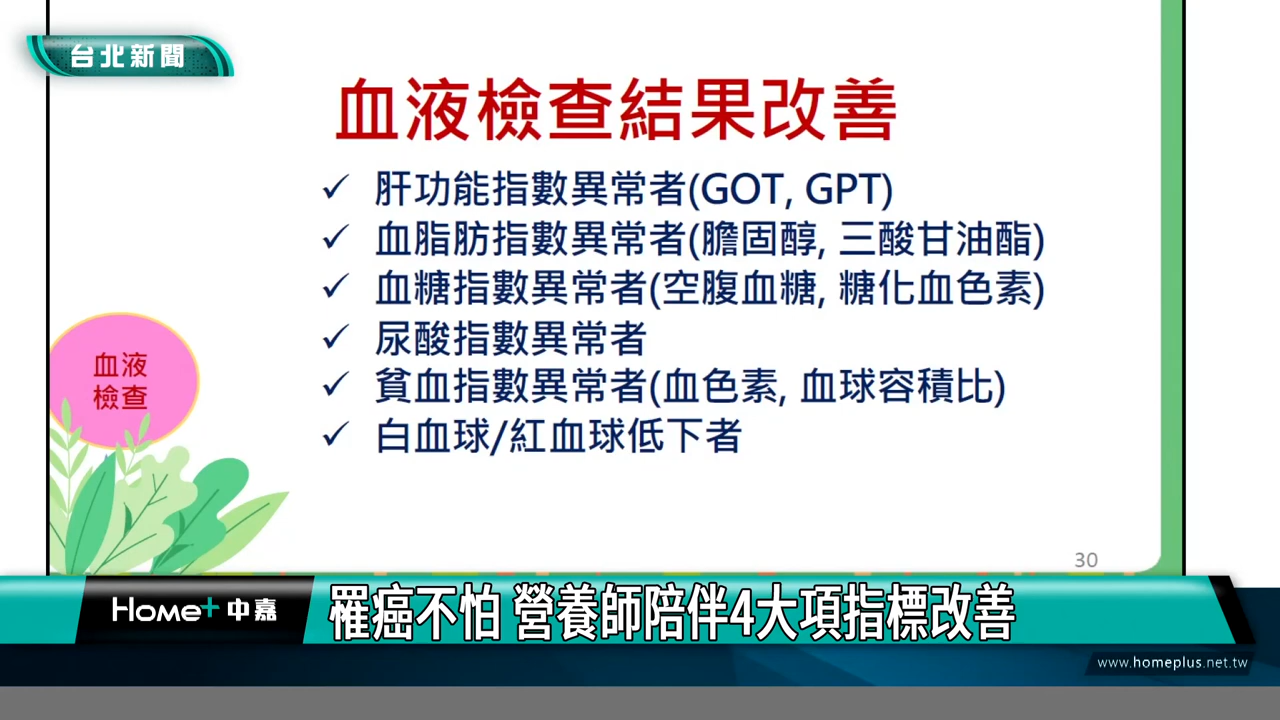 台北新聞
血液檢查結果改善
✓ 肝功能指數異常者(GOT, GPT)
✓ 血脂肪指數異常者(膽固醇, 三酸甘油酯)
✓ 血糖指數異常者(空腹血糖, 糖化血色素)
✓ 尿酸指數異常者
✓ 貧血指數異常者(血色素, 血球容積比)
✓ 白血球/紅血球低下者
血液
檢查
30
Home+ 中嘉
罹癌不怕 營養師陪伴4大項指標改善
www.homeplus.net.tw